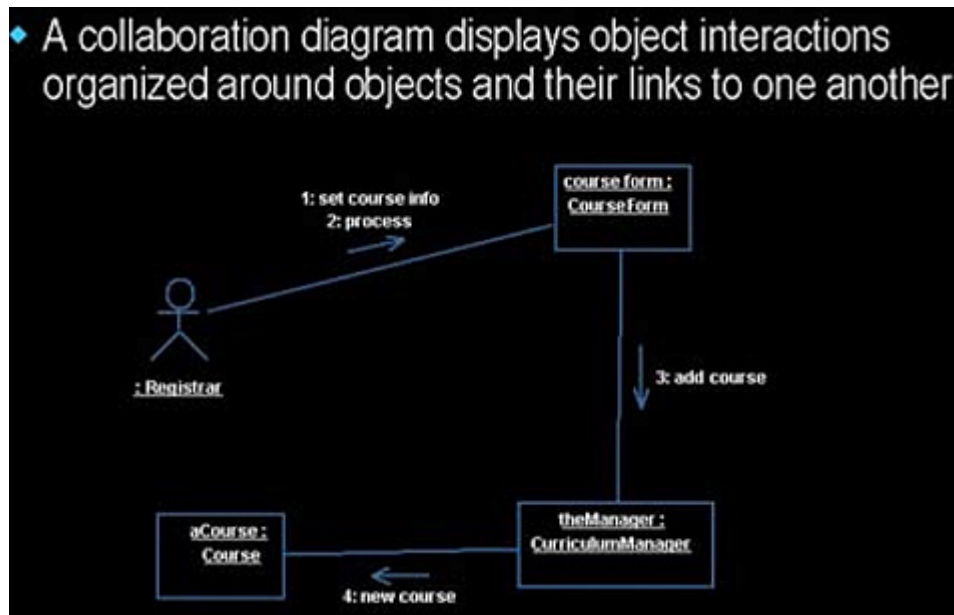 A collaboration diagram displays object interactions
organized around objects and their links to one another
1: set course info
2: process
course form :
CourseForm
: Registrar
3: add course
aCourse :
Course
theManager :
CurriculumManager
4: new course